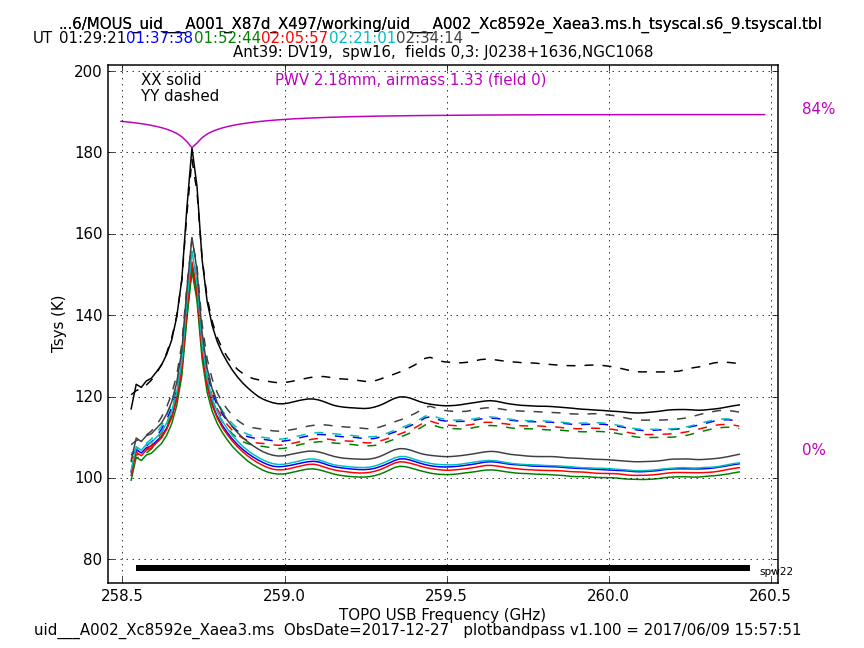 ...6/MOUS_uid___A001_X87d_X497/working/uid___A002_Xc8592e_Xaea3.ms.h_tsyscal.s6_9.tsyscal.tbl
UT 01:29:21 01:37:38 01:52:44 02:05:57 02:21:01 02:34:14
Ant39: DV19, spw16, fields 0,3: J0238+1636,NGC1068
XX solid
PWV 2.18mm, airmass 1.33 (field 0)
YY dashed
84%
0%
200
180
160
140
120
100
80
Tsys (K)
spw22
258.5 259.0 259.5 260.0 260.5
TOPO USB Frequency (GHz)
uid___A002_Xc8592e_Xaea3.ms ObsDate=2017-12-27 plotbandpass v1.100 = 2017/06/09 15:57:51